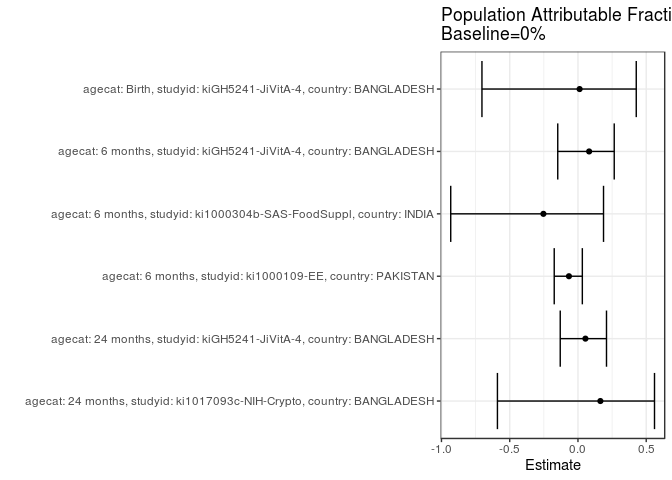 Population Attributable Fracti
Baseline=0%
agecat: Birth, studyid: kiGH5241-JiVitA-4, country: BANGLADESH
agecat: 6 months, studyid: kiGH5241-JiVitA-4, country: BANGLADESH
agecat: 6 months, studyid: ki1000304b-SAS-FoodSuppl, country: INDIA
agecat: 6 months, studyid: ki1000109-EE, country: PAKISTAN
agecat: 24 months, studyid: kiGH5241-JiVitA-4, country: BANGLADESH
agecat: 24 months, studyid: ki1017093c-NIH-Crypto, country: BANGLADESH
-1.0 -0.5 0.0 0.5
Estimate